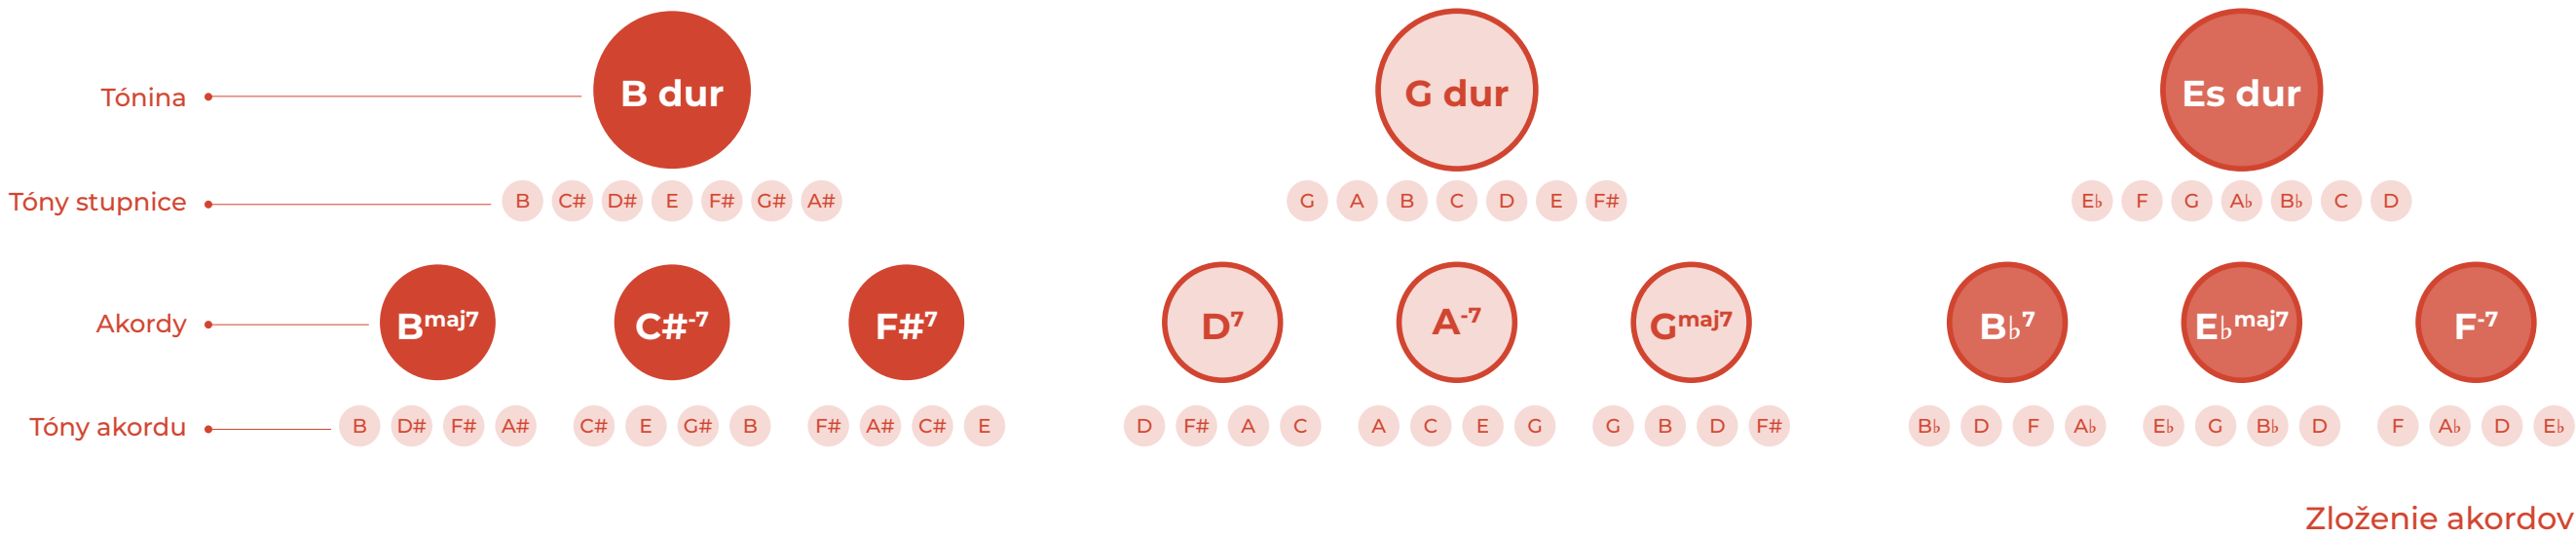 Tónina B dur G dur Es dur
Tóny stupnice B C# D# E F# G# A# G A B C D E F# E♭ F G A♭ B♭ C D
Akordy Bmaj7 C#-7 F#7 D7 A-7 Gmaj7 B♭7 E♭maj7 F-7
Tóny akordu B D# F# A# C# E G# B F# A# C# E D F# A C A C E G G B D F# B♭ D F A♭ E♭ G B♭ D F A♭ D E♭
Zloženie akordov